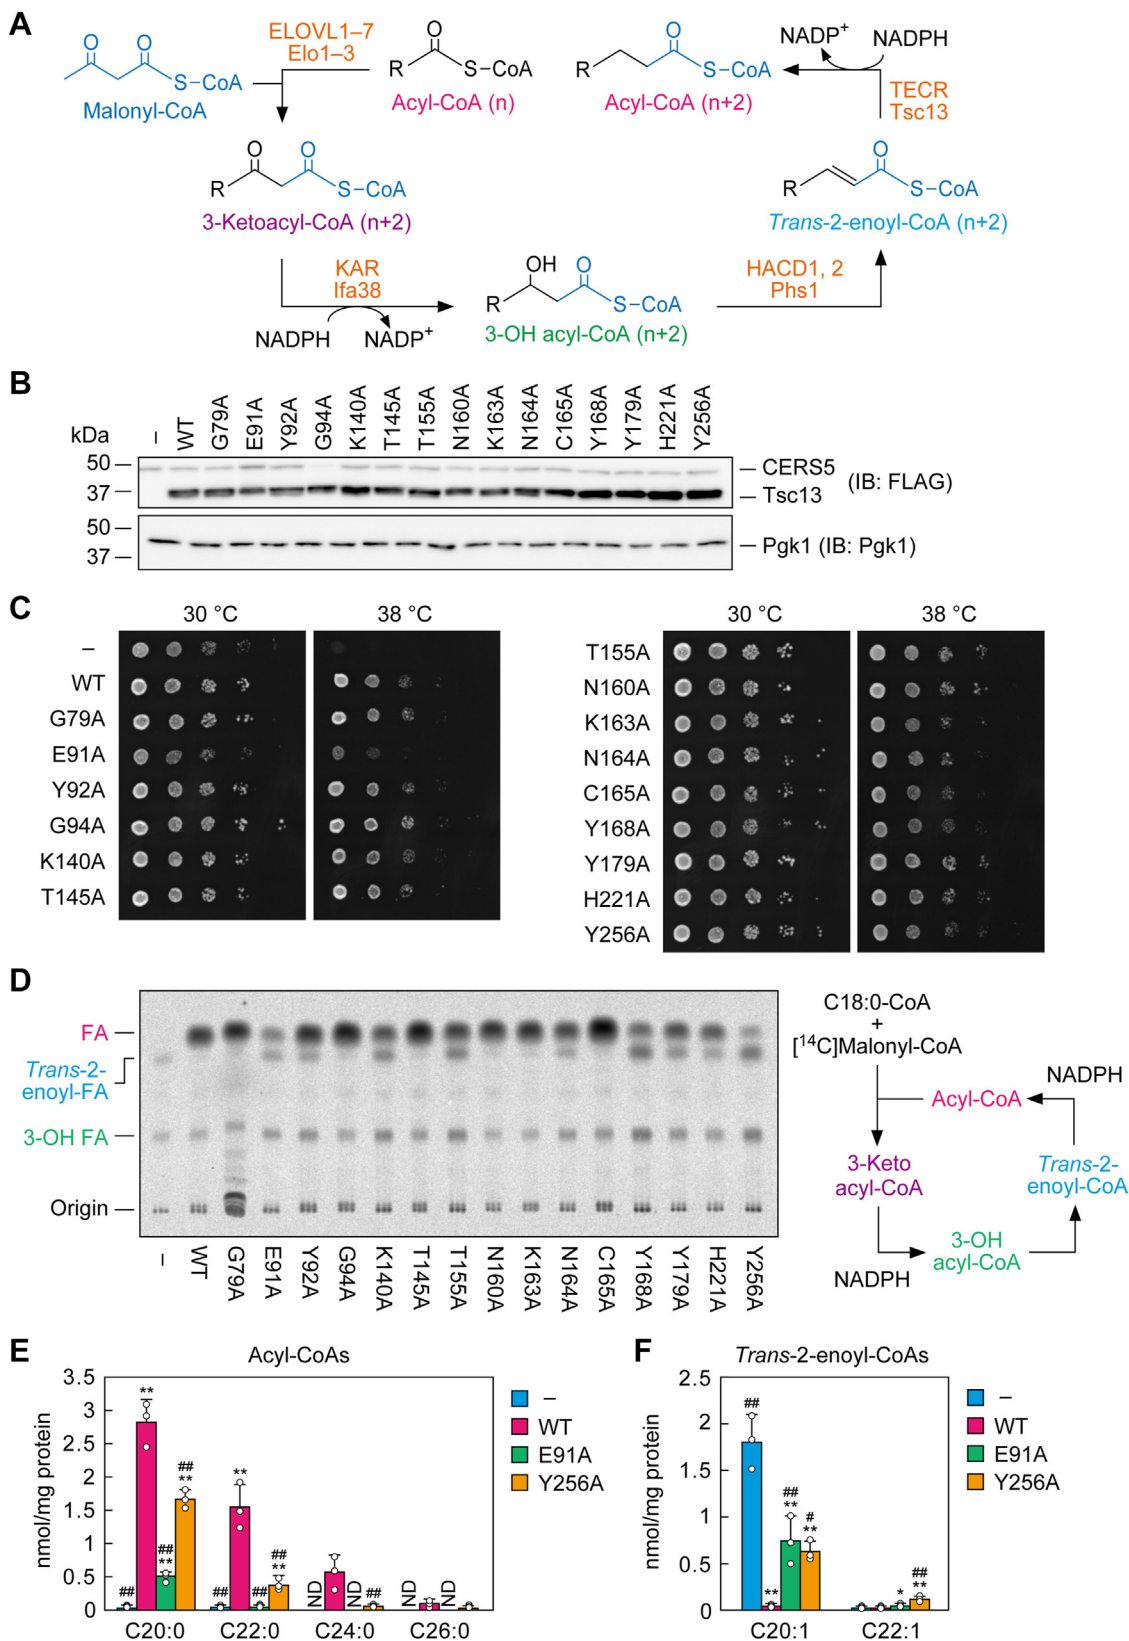 A
ELOVL1–7
Elo1–3
Malonyl-CoA
O O
S–CoA
R
O
S–CoA
Acyl-CoA (n)
R
O
S–CoA
Acyl-CoA (n+2)
NADP+ NADPH
TECR
Tsc13
R
O O
S–CoA
3-Ketoacyl-CoA (n+2)
KAR
Ifa38
NADPH NADP+
R
OH O
S–CoA
3-OH acyl-CoA (n+2)
HACD1, 2
Phs1
R
O
S–CoA
Trans-2-enoyl-CoA (n+2)
B
kDa
– WT G79A E91A Y92A G94A K140A T145A T155A N160A K163A N164A C165A Y168A Y179A H221A Y256A
50
37
CERS5
Tsc13
(IB: FLAG)
50
37
Pgk1 (IB: Pgk1)
C
30 °C 38 °C
–
WT
G79A
E91A
Y92A
G94A
K140A
T145A
30 °C 38 °C
T155A
N160A
K163A
N164A
C165A
Y168A
Y179A
H221A
Y256A
D
FA
Trans-2-
enoyl-FA
3-OH FA
Origin
– WT G79A E91A Y92A G94A K140A T145A T155A N160A K163A N164A C165A Y168A Y179A H221A Y256A
C18:0-CoA
+
[14C]Malonyl-CoA
NADPH
Acyl-CoA
3-Keto
acyl-CoA
Trans-2-
enoyl-CoA
NADPH
3-OH
acyl-CoA
E
Acyl-CoAs
nmol/mg protein
3.5
3
2.5
2
1.5
1
0.5
0
## ** ## ** ## **
## ** ## ## **
ND ND ##
ND ND
C20:0 C22:0 C24:0 C26:0
–
WT
E91A
Y256A
F
Trans-2-enoyl-CoAs
nmol/mg protein
2.5
2
1.5
1
0.5
0
## ** ## ** # **
* ## **
C20:1 C22:1
–
WT
E91A
Y256A